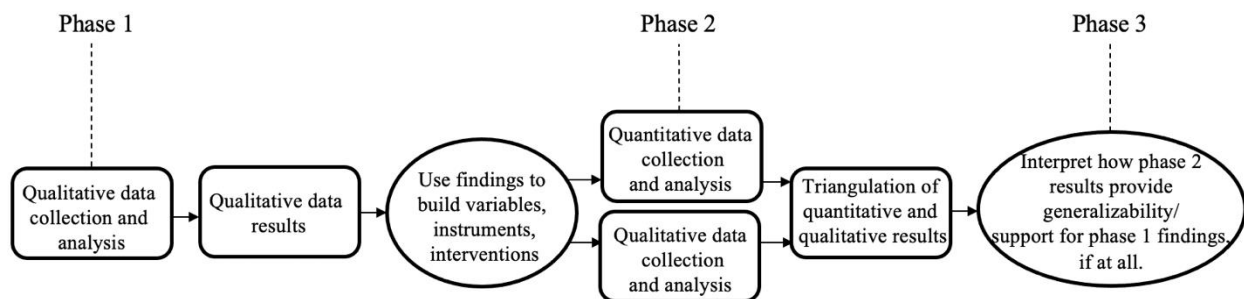 Phase 1
Phase 2
Phase 3
Qualitative data
collection and
analysis
Qualitative data
results
Use findings to
build variables,
instruments,
interventions
Quantitative data
collection
and analysis
Qualitative data
collection
and analysis
Triangulation of
quantitative and
qualitative results
Interpret how phase 2
results provide
generalizability/
support for phase 1 findings,
if at all.